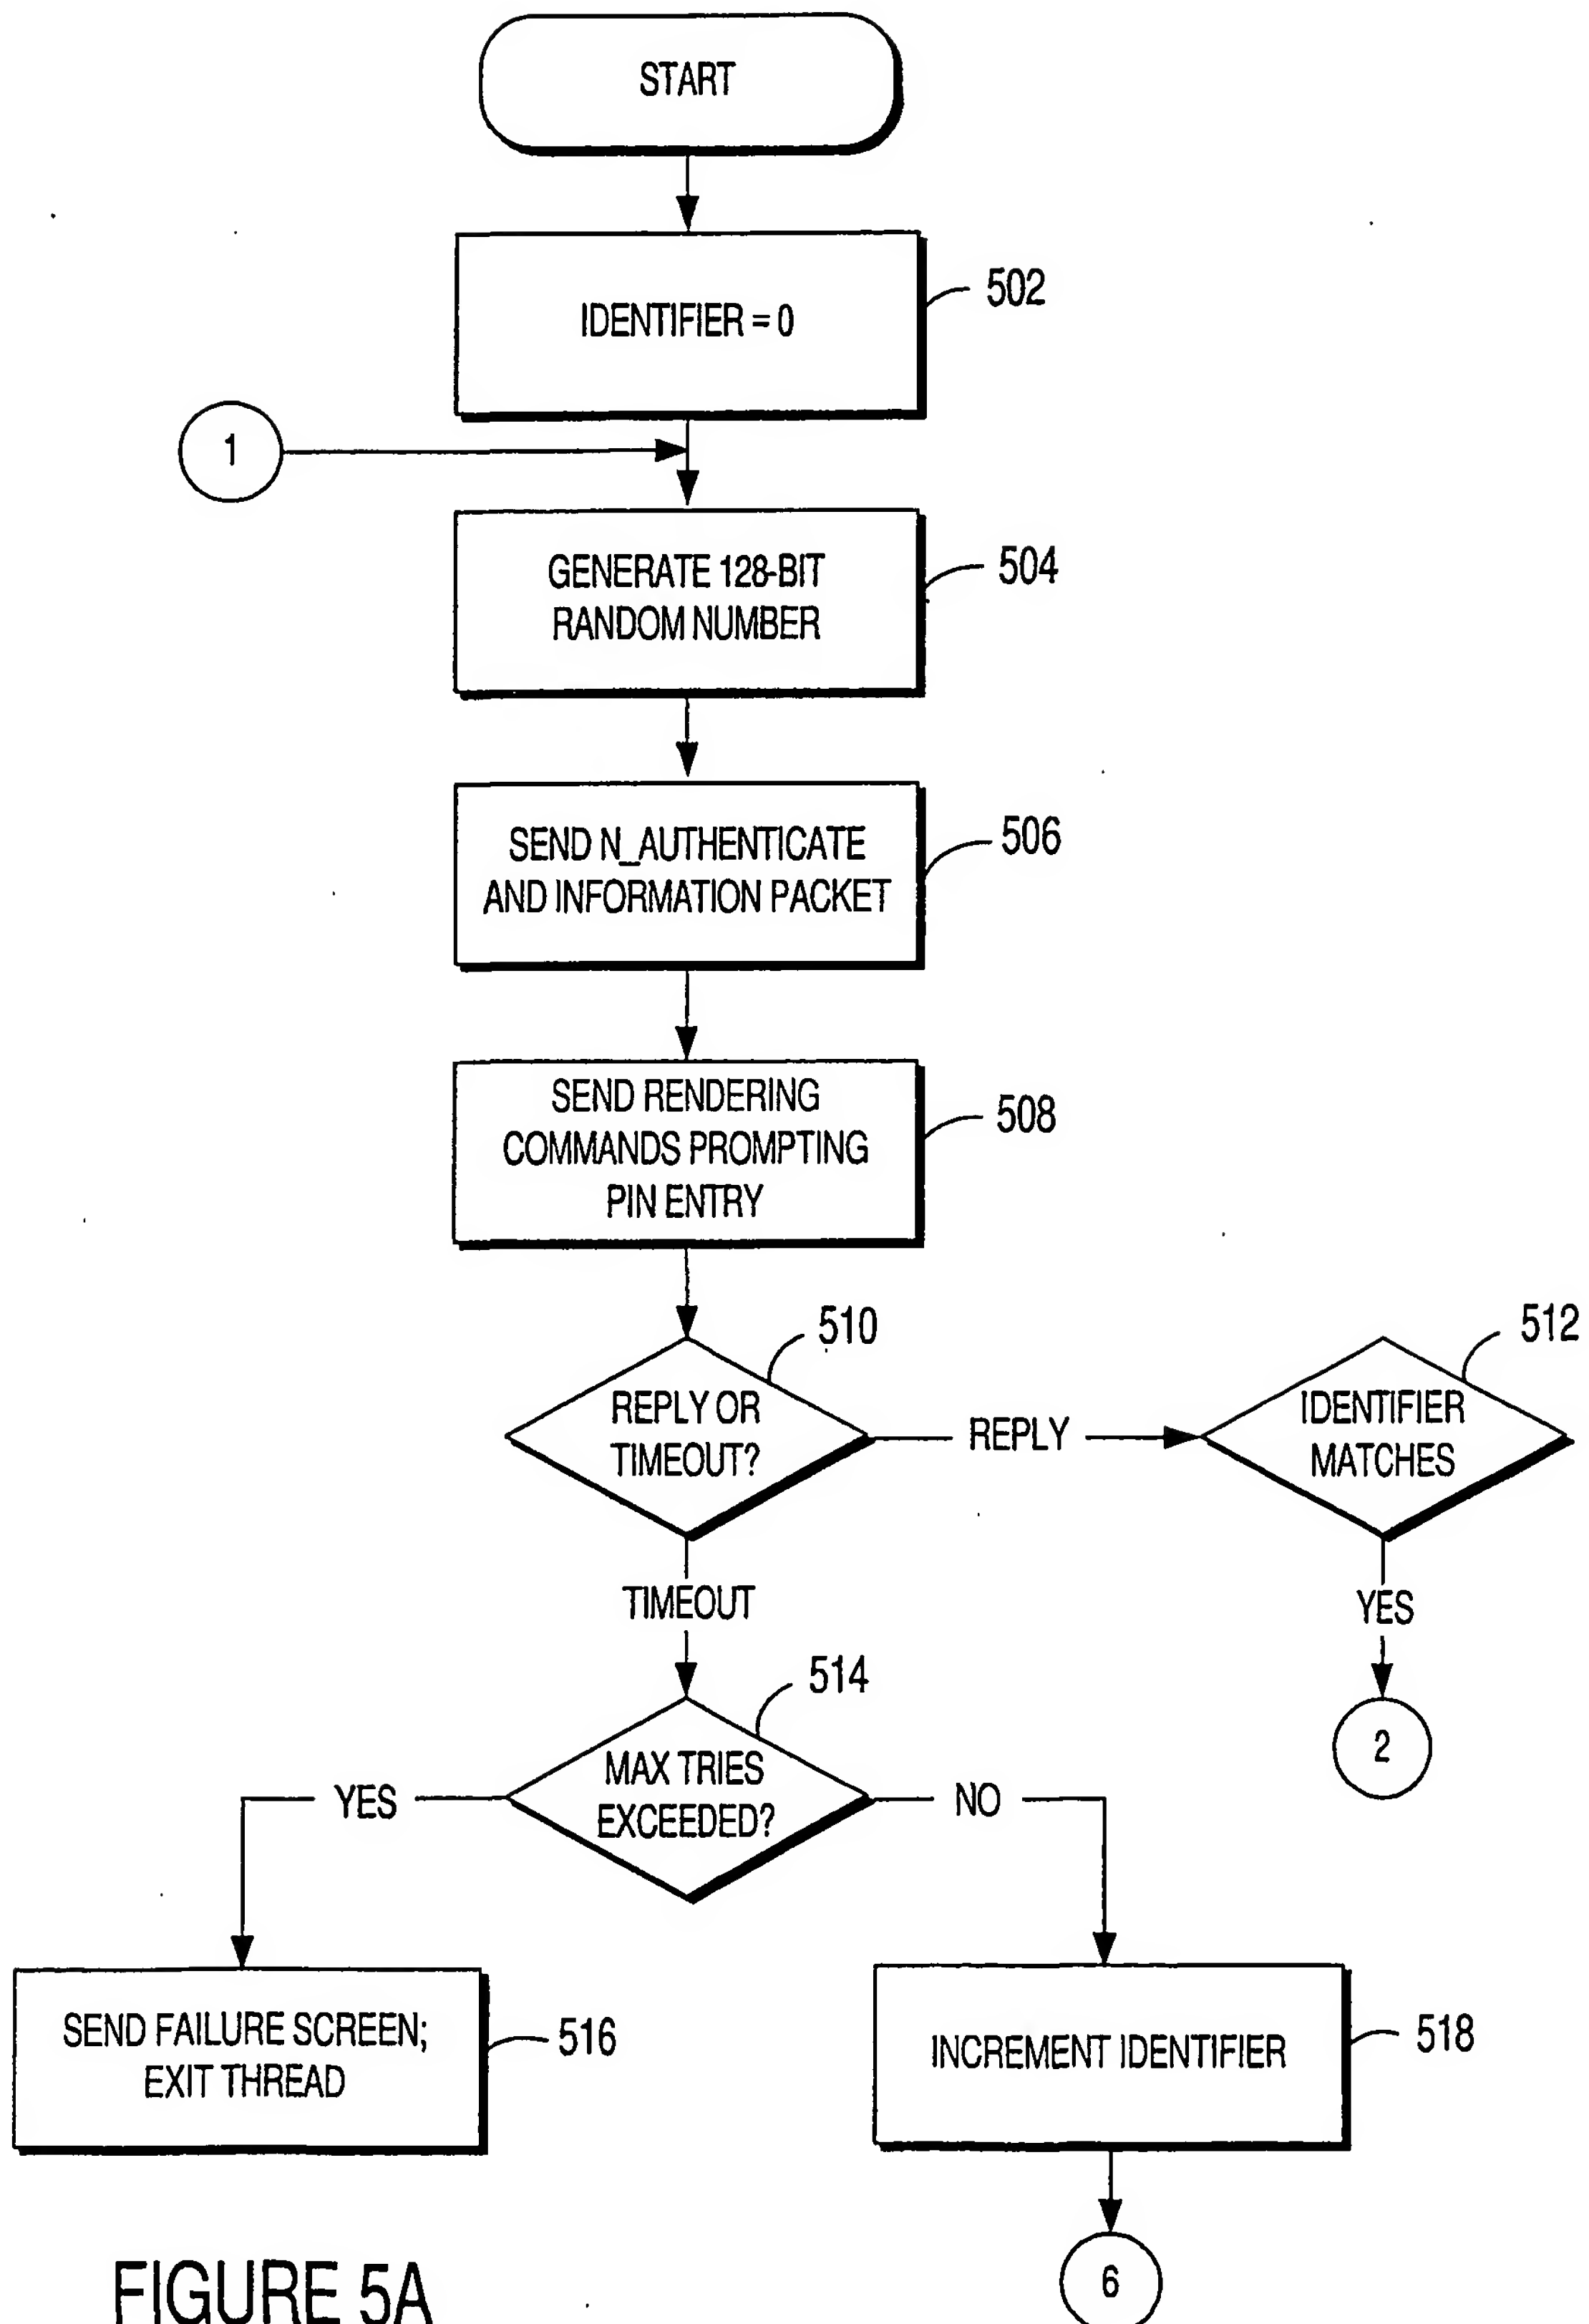 START
IDENTIFIER = 0
502
1
GENERATE 128-BIT
RANDOM NUMBER
504
SEND N_AUTHENTICATE
AND INFORMATION PACKET
506
SEND RENDERING
COMMANDS PROMPTING
PIN ENTRY
508
REPLY OR
TIMEOUT?
510
REPLY
IDENTIFIER
MATCHES
512
TIMEOUT
YES
2
MAX TRIES
EXCEEDED?
514
YES
NO
SEND FAILURE SCREEN;
EXIT THREAD
516
INCREMENT IDENTIFIER
518
6
FIGURE 5A